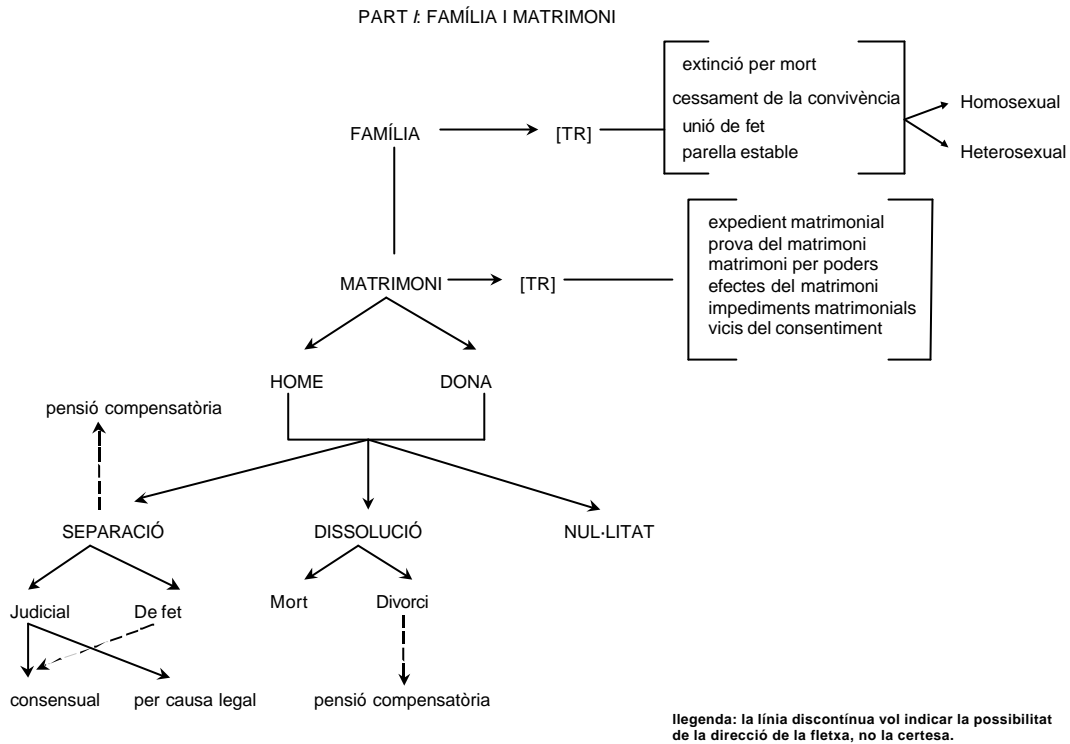 PART I: FAMÍLIA I MATRIMONI
extinció per mort
cessament de la convivència
Homosexual
FAMÍLIA
[TR]
unió de fet
parella estable
Heterosexual
expedient matrimonial
prova del matrimoni
matrimoni per poders
MATRIMONI
[TR]
efectes del matrimoni
impediments matrimonials
vicis del consentiment
HOME
DONA
pensió compensatòria
SEPARACIÓ
DISSOLUCIÓ
NUL·LITAT
Judicial
De fet
Mort
Divorci
consensual
per causa legal
pensió compensatòria
llegenda: la línia discontínua vol indicar la possibilitat
de la direcció de la fletxa, no la certesa.